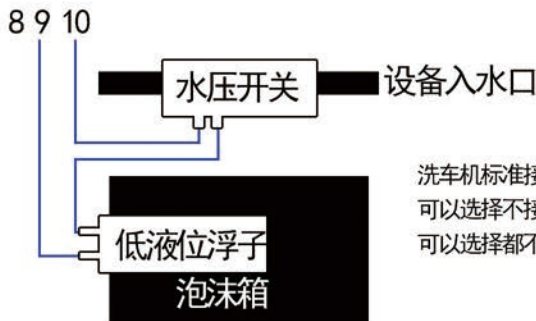 8 9 10
水压开关
设备入水口
洗车机标准接
可以选择不接
可以选择都不
低液位浮子
泡沫箱